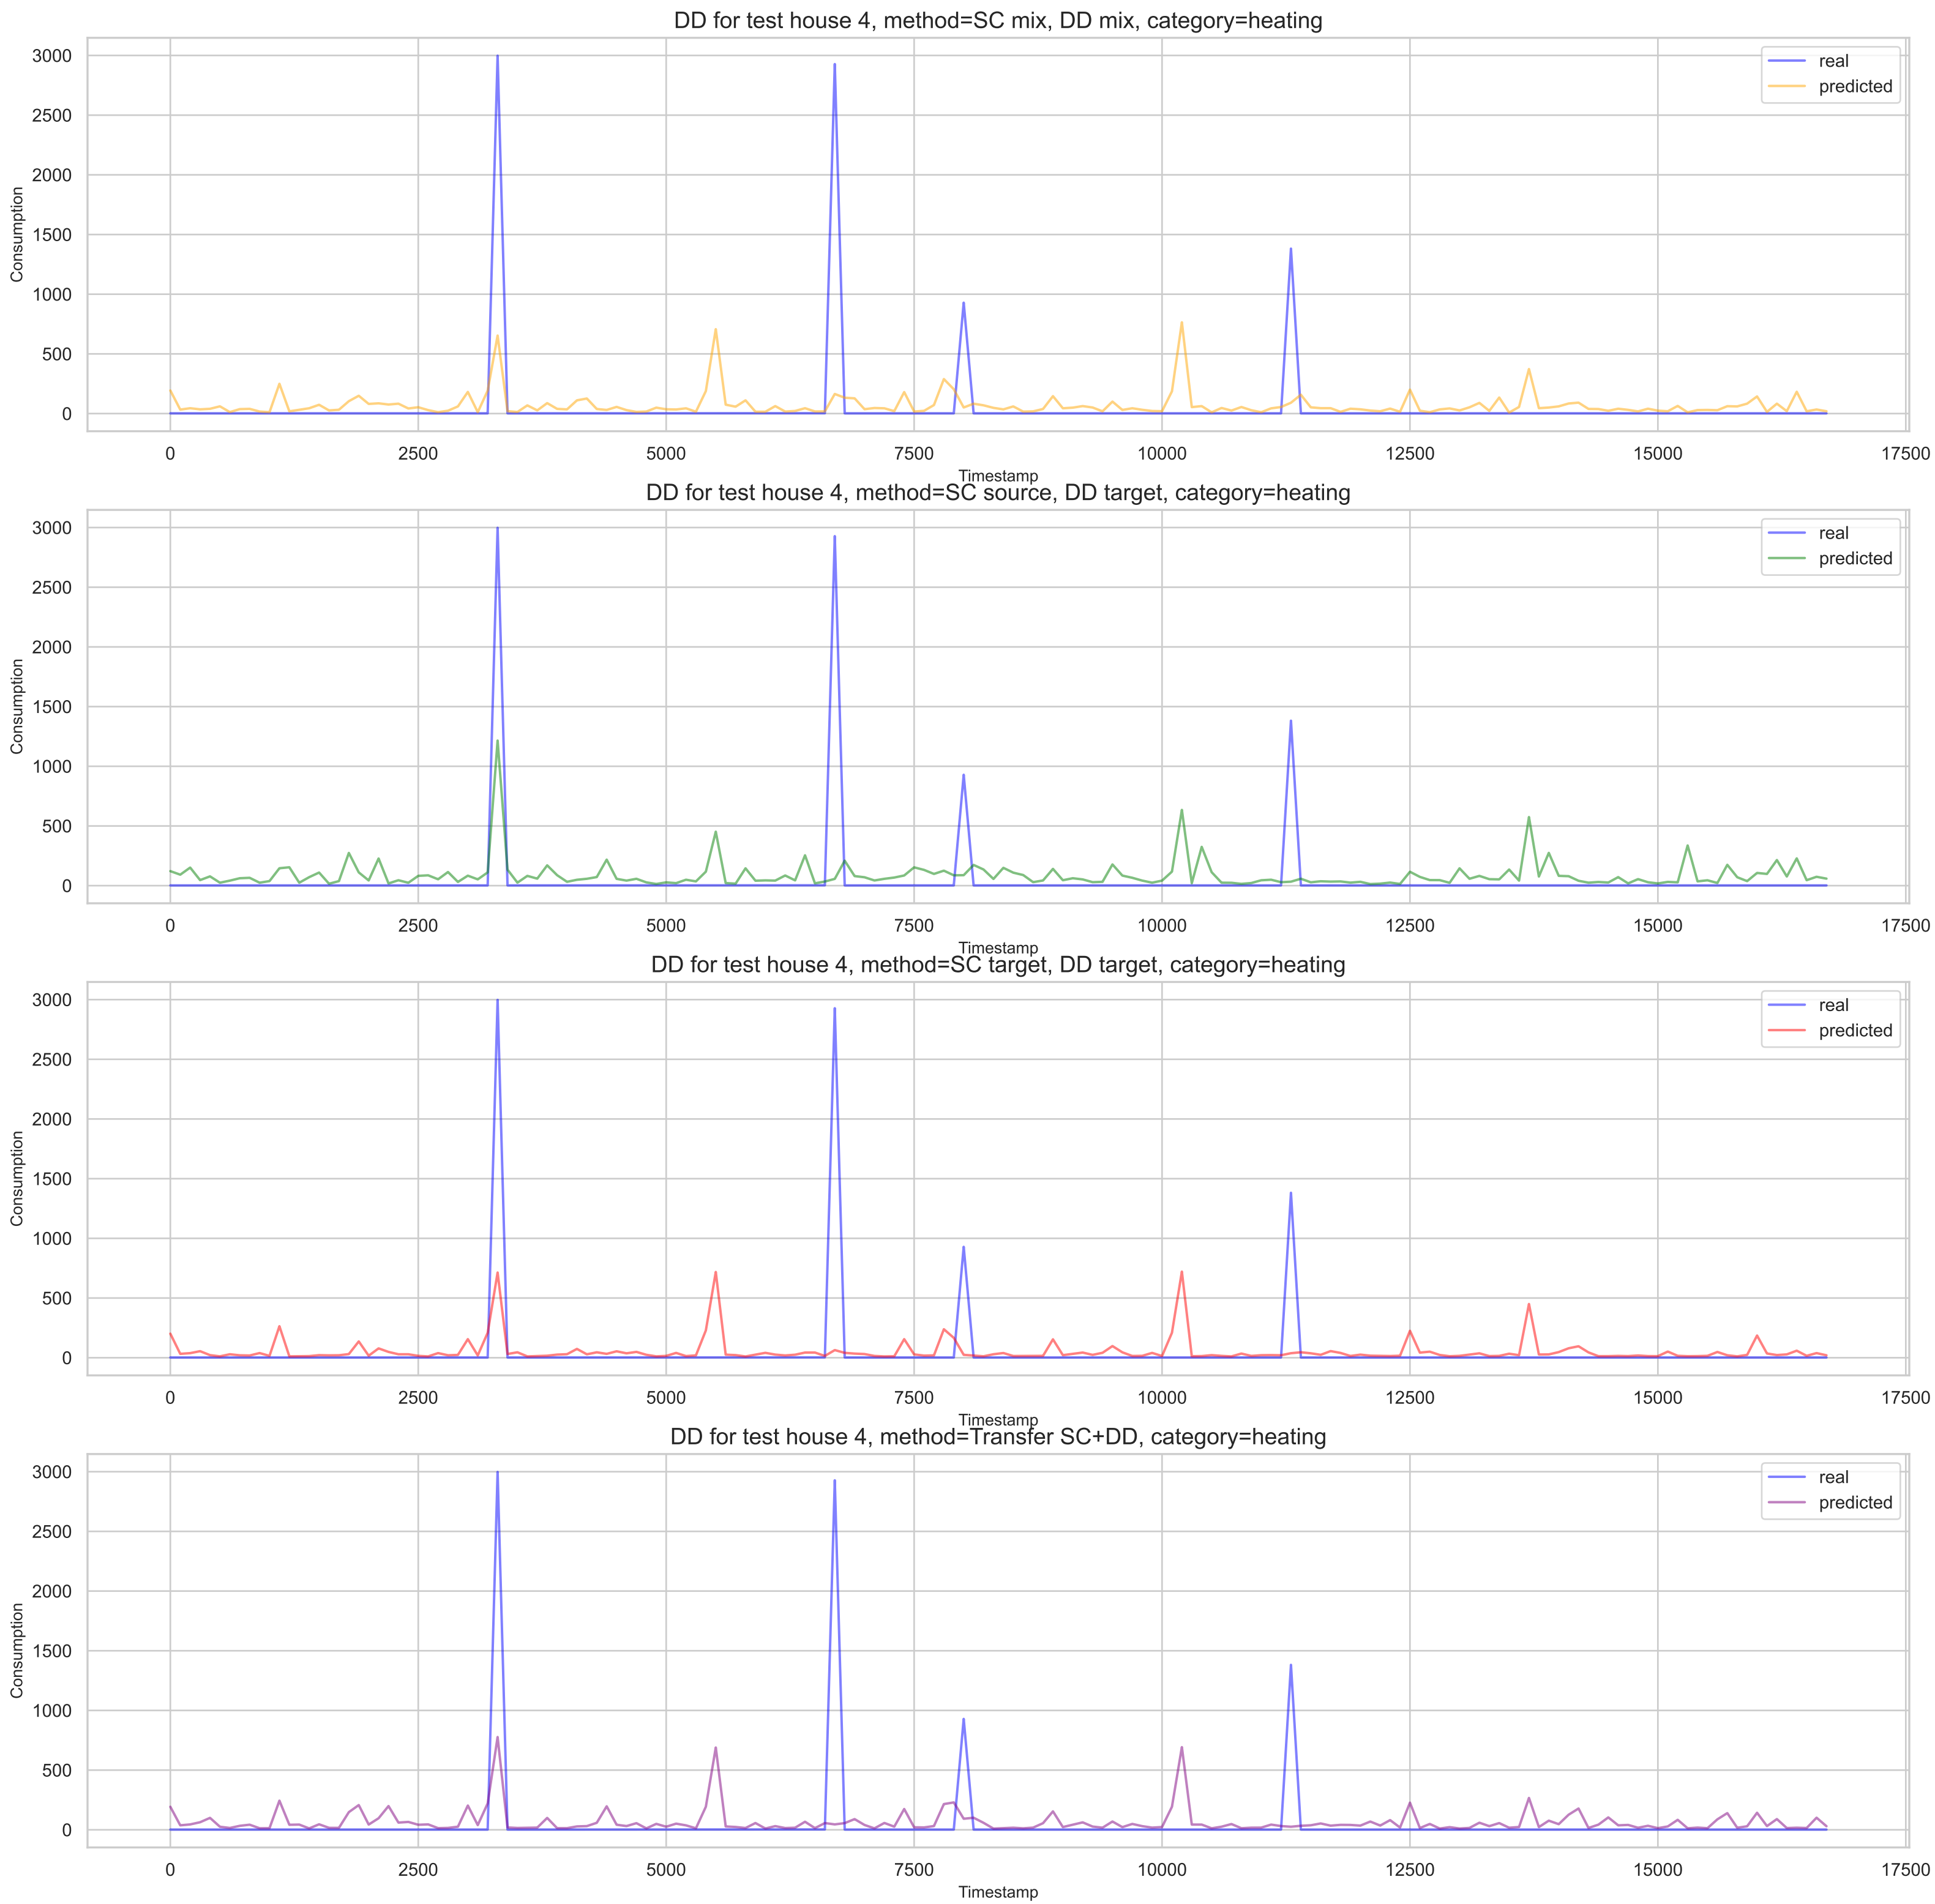 DD for test house 4, method=SC mix, DD mix, category=heating
3000
2500
2000
1500
1000
500
0
Consumption
real
predicted
0 2500 5000 7500 10000 12500 15000 17500
Timestamp
DD for test house 4, method=SC source, DD target, category=heating
3000
2500
2000
1500
1000
500
0
Consumption
real
predicted
0 2500 5000 7500 10000 12500 15000 17500
Timestamp
DD for test house 4, method=SC target, DD target, category=heating
3000
2500
2000
1500
1000
500
0
Consumption
real
predicted
0 2500 5000 7500 10000 12500 15000 17500
Timestamp
DD for test house 4, method=Transfer SC+DD, category=heating
3000
2500
2000
1500
1000
500
0
Consumption
real
predicted
0 2500 5000 7500 10000 12500 15000 17500
Timestamp